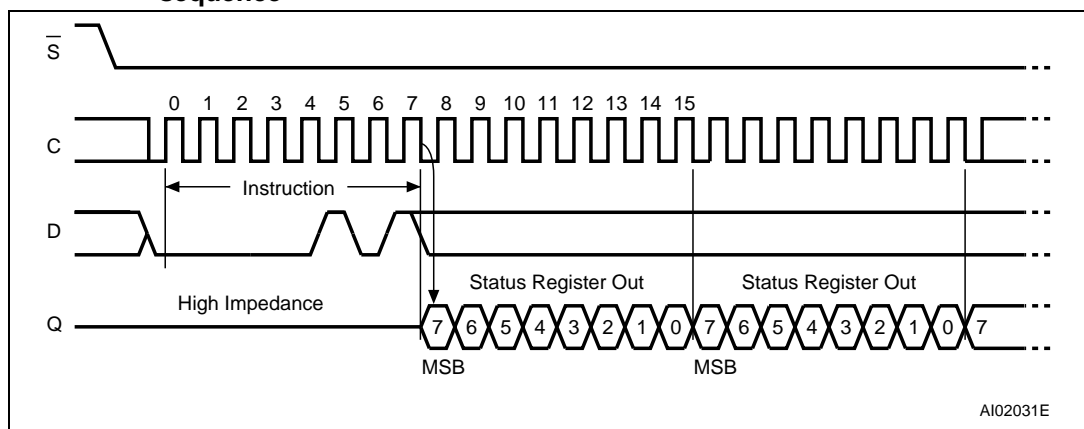 sequence
S
0 1 2 3 4 5 6 7 8 9 10 11 12 13 14 15
C
Instruction
D
Status Register Out Status Register Out
High Impedance
Q 7 6 5 4 3 2 1 0 7 6 5 4 3 2 1 0 7
MSB MSB
AI02031E